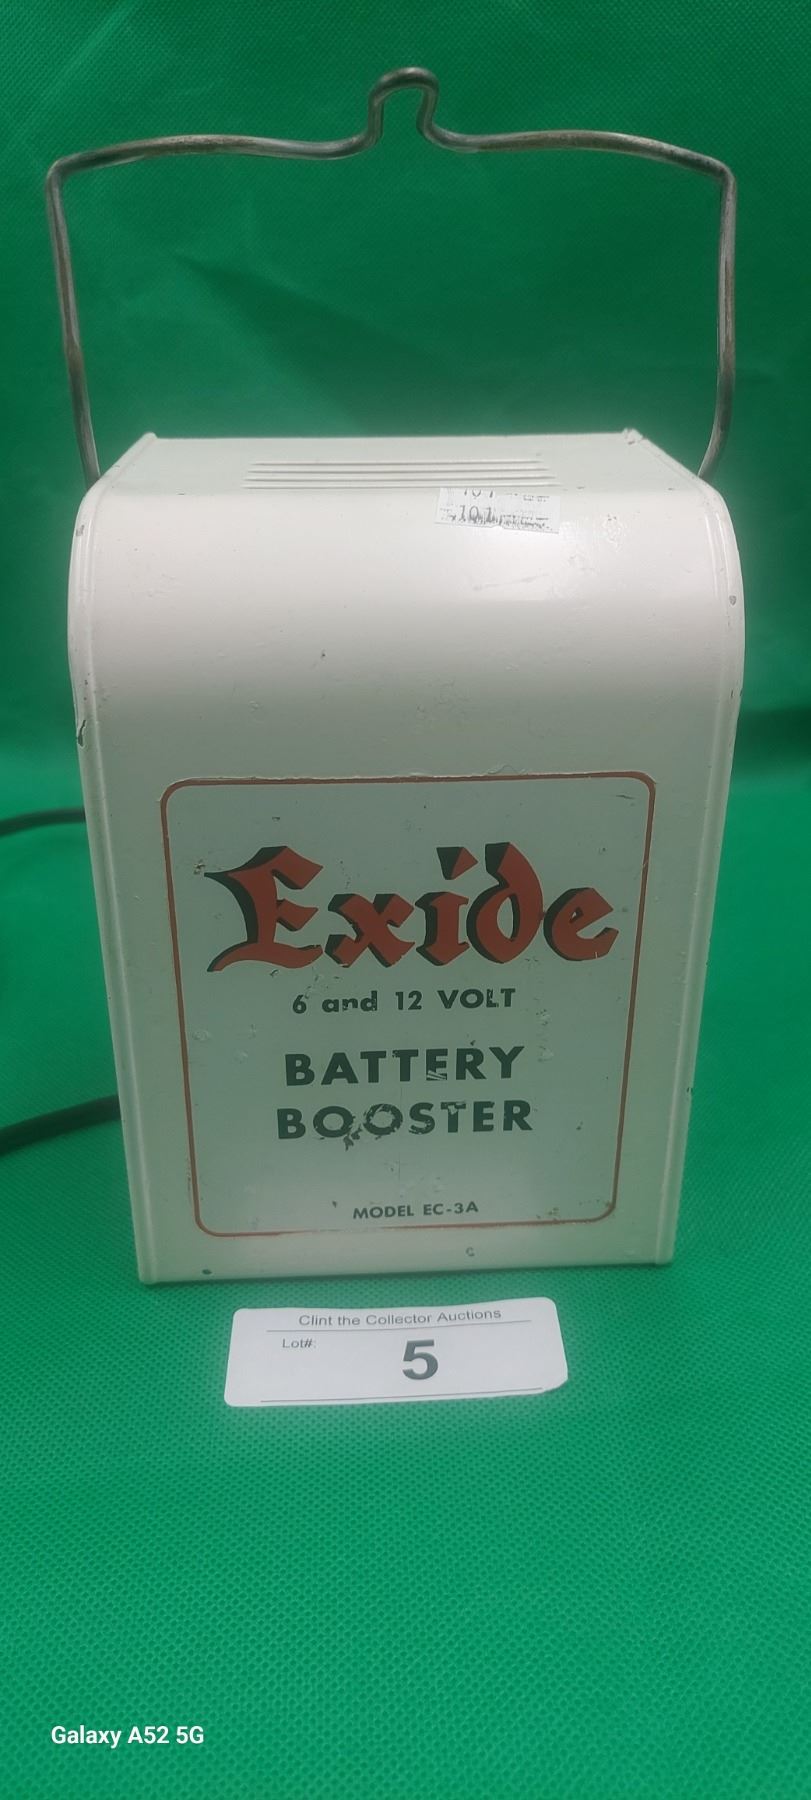 101
Exide
6 and 12 VOLT
BATTERY
BOOSTER
MODEL EC-3A
Clint the Collector Auctions
Lot#:
5
Galaxy A52 5G